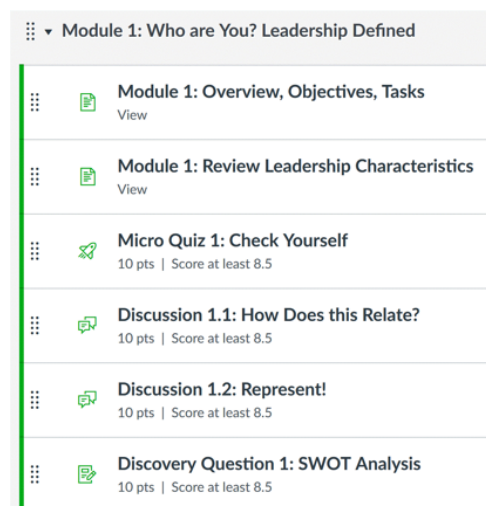 Module 1: Who are You? Leadership Defined
Module 1: Overview, Objectives, Tasks
View
Module 1: Review Leadership Characteristics
View
Micro Quiz 1: Check Yourself
10 pts | Score at least 8.5
Discussion 1.1: How Does this Relate?
10 pts | Score at least 8.5
Discussion 1.2: Represent!
10 pts | Score at least 8.5
Discovery Question 1: SWOT Analysis
10 pts | Score at least 8.5